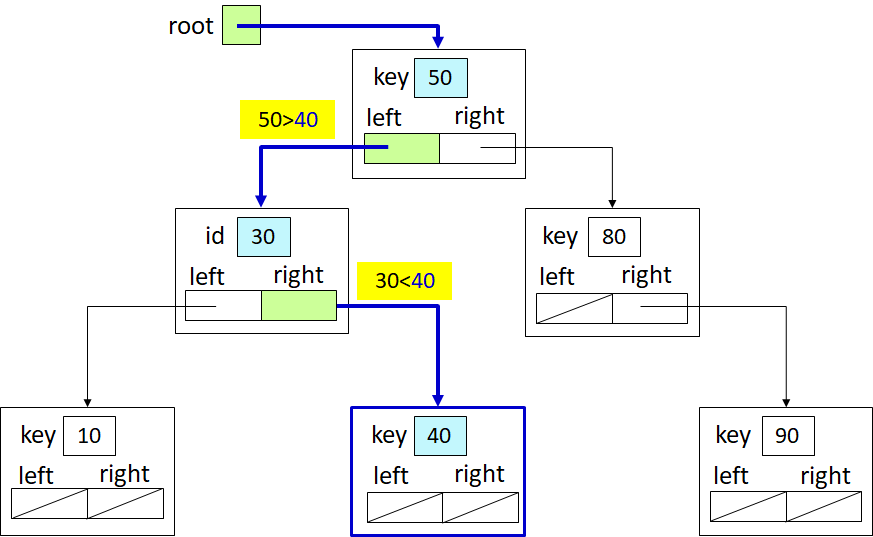 root
key 50
left right
50>40
id 30
left right
30<40
key 80
left right
key 10
left right
key 40
left right
key 90
left right